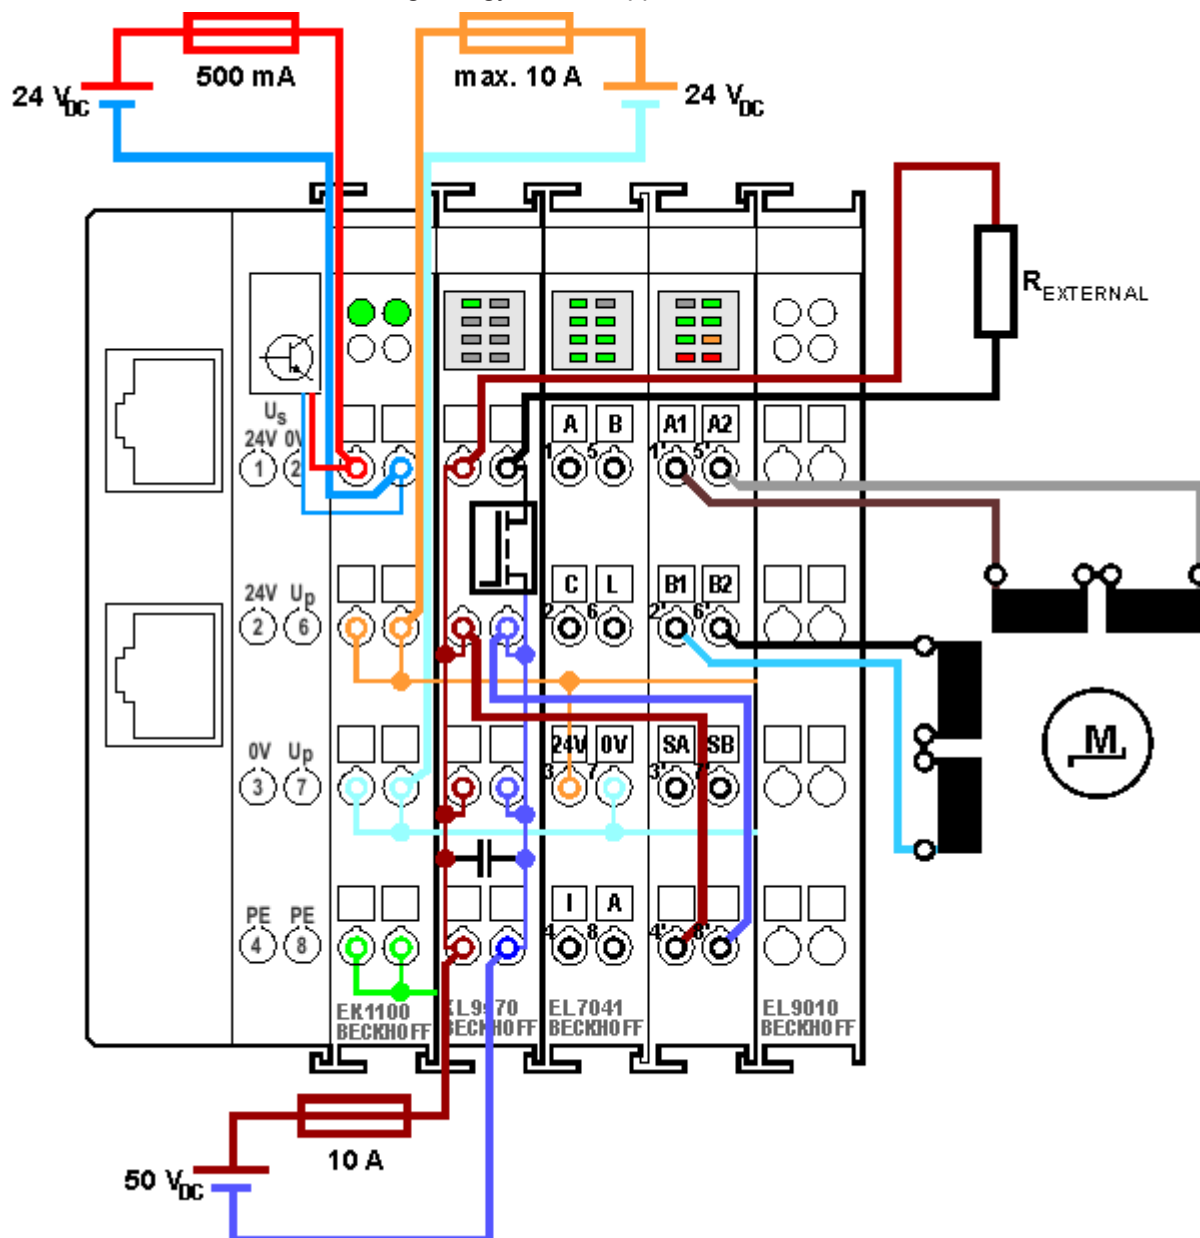 500 mA
max. 10 A
24 VDC
24 VDC
REXTERNAL
Us
24V 0V
1 2
A B
A1 A2
1 5
1' 5'
24V Up
2 6
C L
B1 B2
2 6
2' 6'
0V Up
3 7
24V 0V
SA SB
3 7
3' 7'
M
PE PE
4 8
I A
4 8
4' 8'
EK1100
BECKHOFF
BECKHOFF
EL7041
BECKHOFF
EL9010
BECKHOFF
10 A
50 VDC